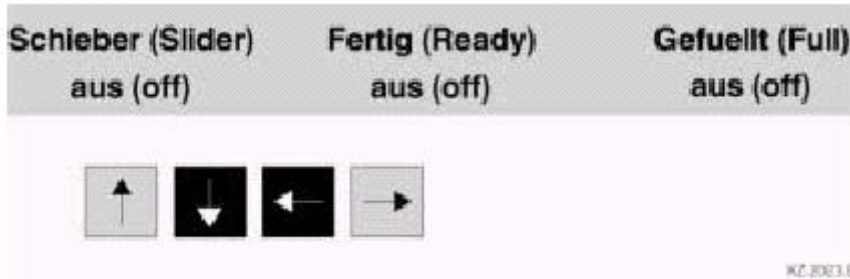 Schieber (Slider) Fertig (Ready) Gefuellt (Full)
aus (off) aus (off) aus (off)